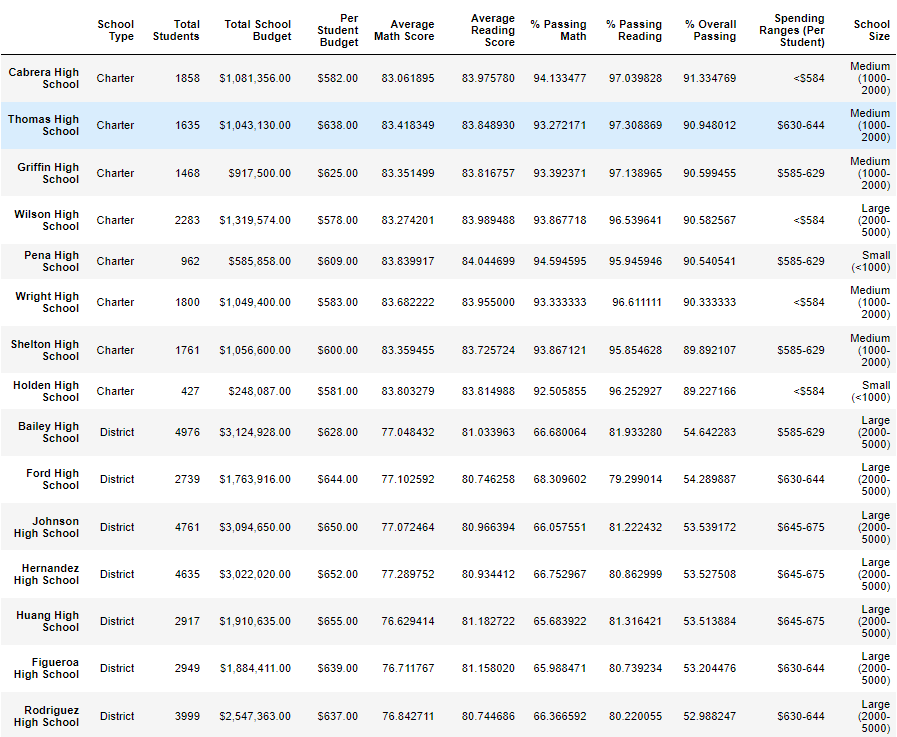 School Type Total Students Total School Budget Per Student Budget Average Math Score Average Reading Score % Passing Math % Passing Reading % Overall Passing Spending Ranges (Per Student) School Size
Cabrera High School Charter 1858 $1,081,356.00 $582.00 83.061895 83.975780 94.133477 97.039828 91.334769 <$584 Medium (1000-2000)
Thomas High School Charter 1635 $1,043,130.00 $638.00 83.418349 83.848930 93.272171 97.308869 90.948012 $630-644 Medium (1000-2000)
Griffin High School Charter 1468 $917,500.00 $625.00 83.351499 83.816757 93.392371 97.138965 90.599455 $585-629 Medium (1000-2000)
Wilson High School Charter 2283 $1,319,574.00 $578.00 83.274201 83.989488 93.867718 96.539641 90.582567 <$584 Large (2000-5000)
Pena High School Charter 962 $585,858.00 $609.00 83.839917 84.044699 94.594595 95.945946 90.540541 $585-629 Small (<1000)
Wright High School Charter 1800 $1,049,400.00 $583.00 83.682222 83.955000 93.333333 96.611111 90.333333 <$584 Medium (1000-2000)
Shelton High School Charter 1761 $1,056,600.00 $600.00 83.359455 83.725724 93.867121 95.854628 89.892107 $585-629 Medium (1000-2000)
Holden High School Charter 427 $248,087.00 $581.00 83.803279 83.814988 92.505855 96.252927 89.227166 <$584 Small (<1000)
Bailey High School District 4976 $3,124,928.00 $628.00 77.048432 81.033963 66.680064 81.933280 54.642283 $585-629 Large (2000-5000)
Ford High School District 2739 $1,763,916.00 $644.00 77.102592 80.746258 68.309602 79.299014 54.289887 $630-644 Large (2000-5000)
Johnson High School District 4761 $3,094,650.00 $650.00 77.072464 80.966394 66.057551 81.222432 53.539172 $645-675 Large (2000-5000)
Hernandez High School District 4635 $3,022,020.00 $652.00 77.289752 80.934412 66.752967 80.862999 53.527508 $645-675 Large (2000-5000)
Huang High School District 2917 $1,910,635.00 $655.00 76.629414 81.182722 65.683922 81.316421 53.513884 $645-675 Large (2000-5000)
Figueroa High School District 2949 $1,884,411.00 $639.00 76.711767 81.158020 65.988471 80.739234 53.204476 $630-644 Large (2000-5000)
Rodriguez High School District 3999 $2,547,363.00 $637.00 76.842711 80.744686 66.366592 80.220055 52.988247 $630-644 Large (2000-5000)